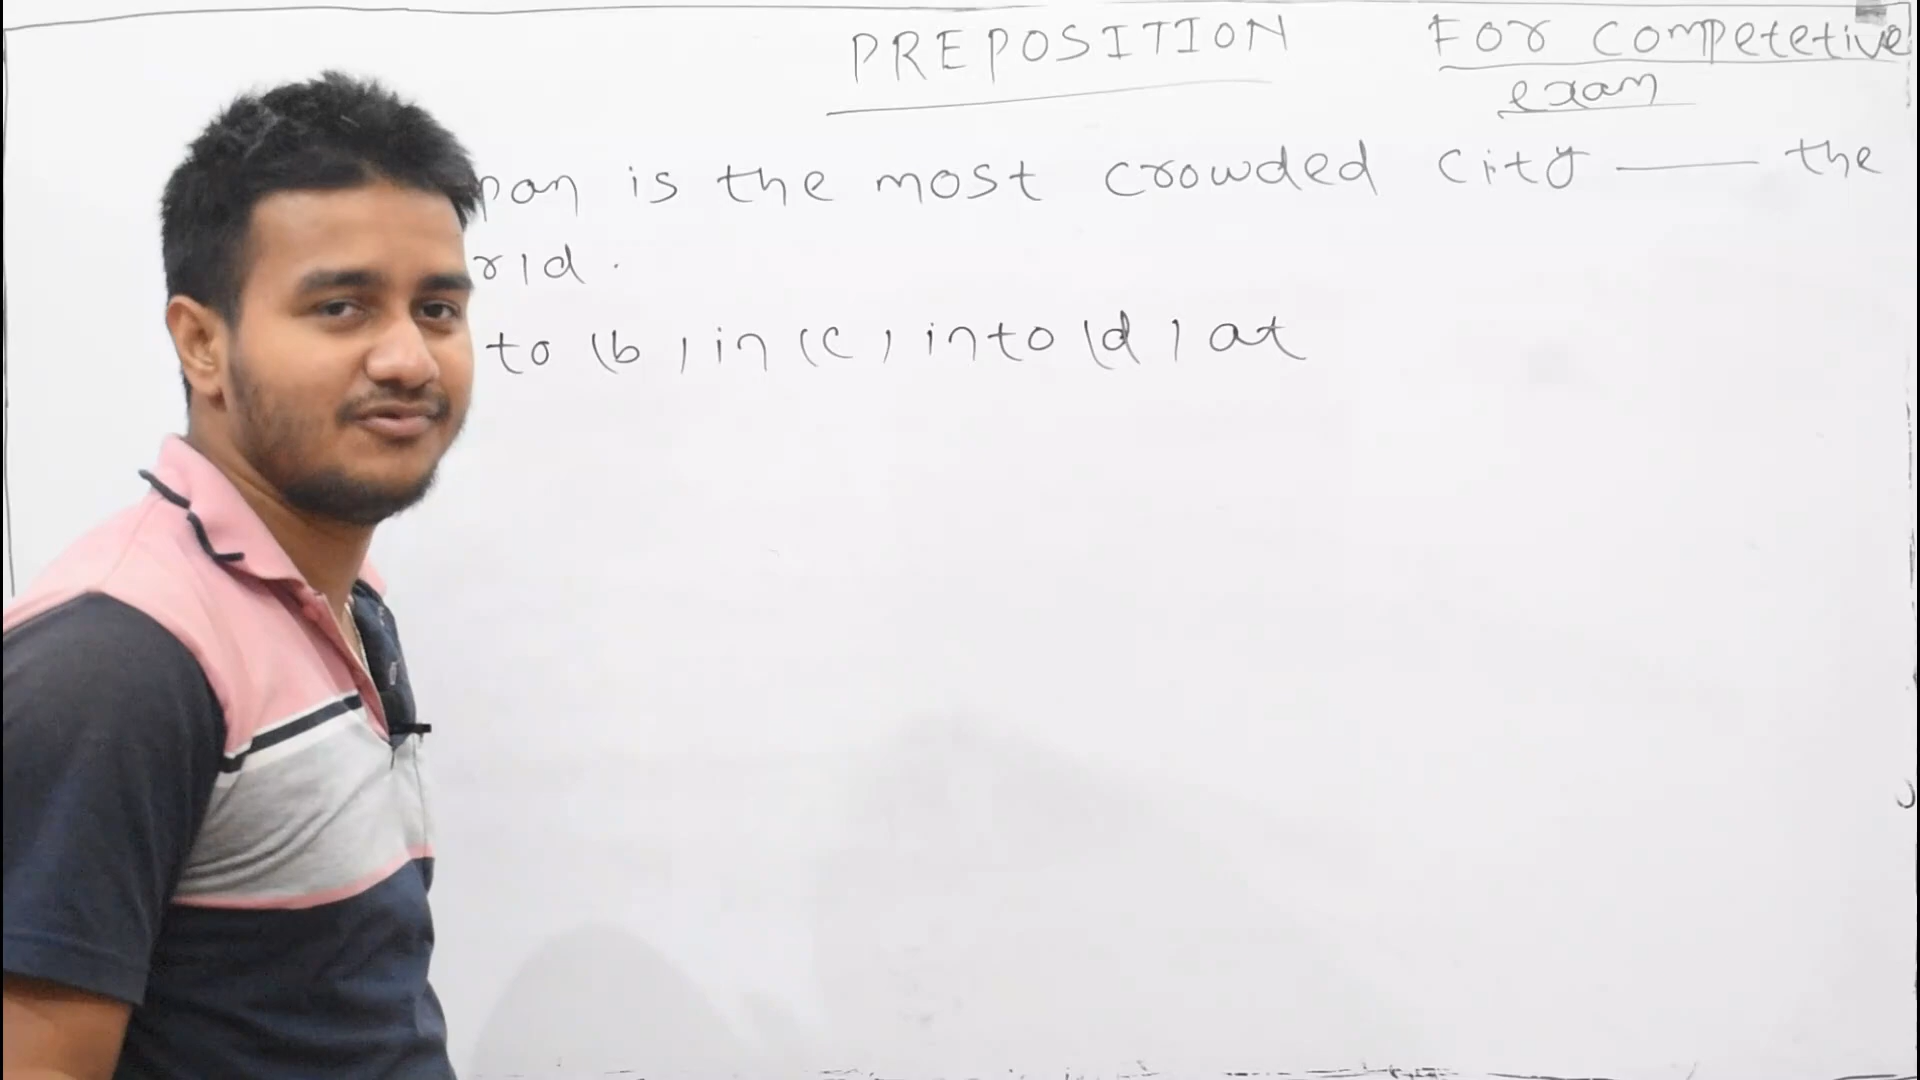 PREPOSITION
FOR competetive
exam
pan is the most crowded city —— the
rld.
to (b) in (c) into (d) at